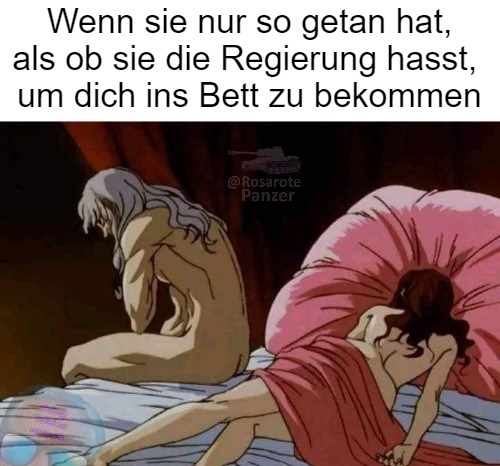 Wenn sie nur so getan hat,
als ob sie die Regierung hasst,
um dich ins Bett zu bekommen
@Rosarote
Panzer